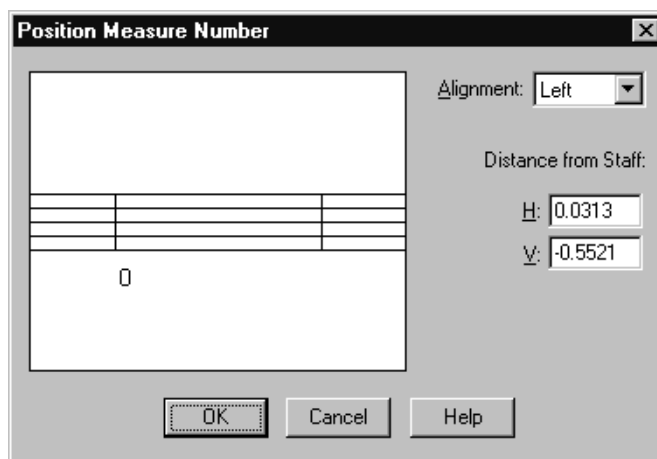 Position Measure Number
Alignment: Left
Distance from Staff:
H: 0.0313
V: -0.5521
0
OK Cancel Help